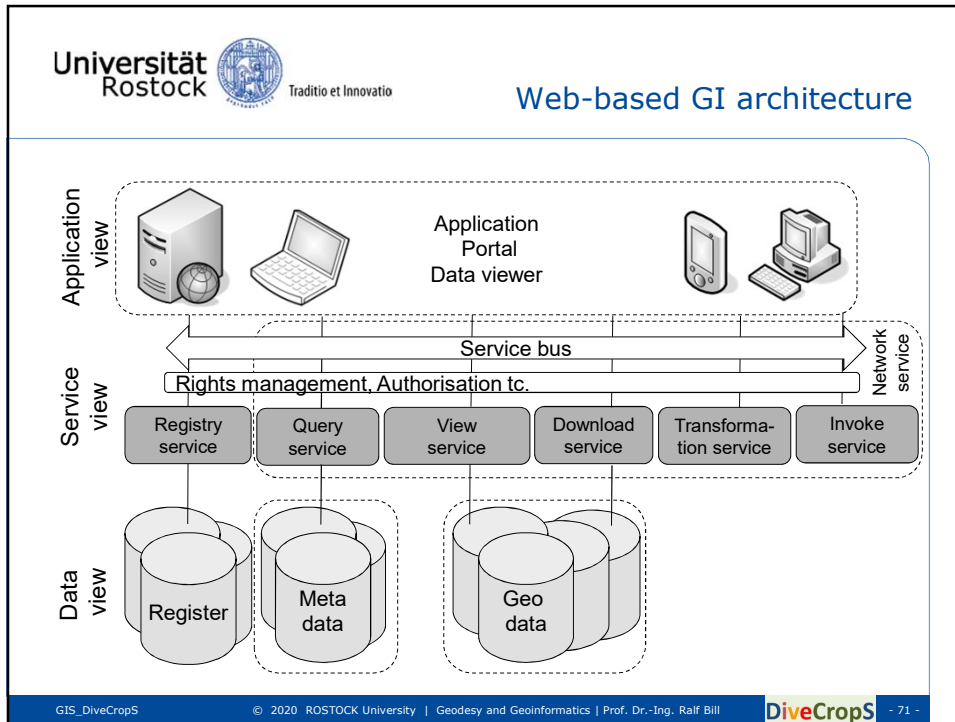 Universität
Rostock
Traditio et Innovatio
Web-based GI architecture
Application
view
Application
Portal
Data viewer
Service
view
Service bus
Network
service
Rights management, Authorisation tc.
Registry
service
Query
service
View
service
Download
service
Transforma-
tion service
Invoke
service
Data
view
Register
Meta
data
Geo
data
GIS_DiveCropS
© 2020 ROSTOCK University | Geodesy and Geoinformatics | Prof. Dr.-Ing. Ralf Bill
DiveCropS
- 71 -